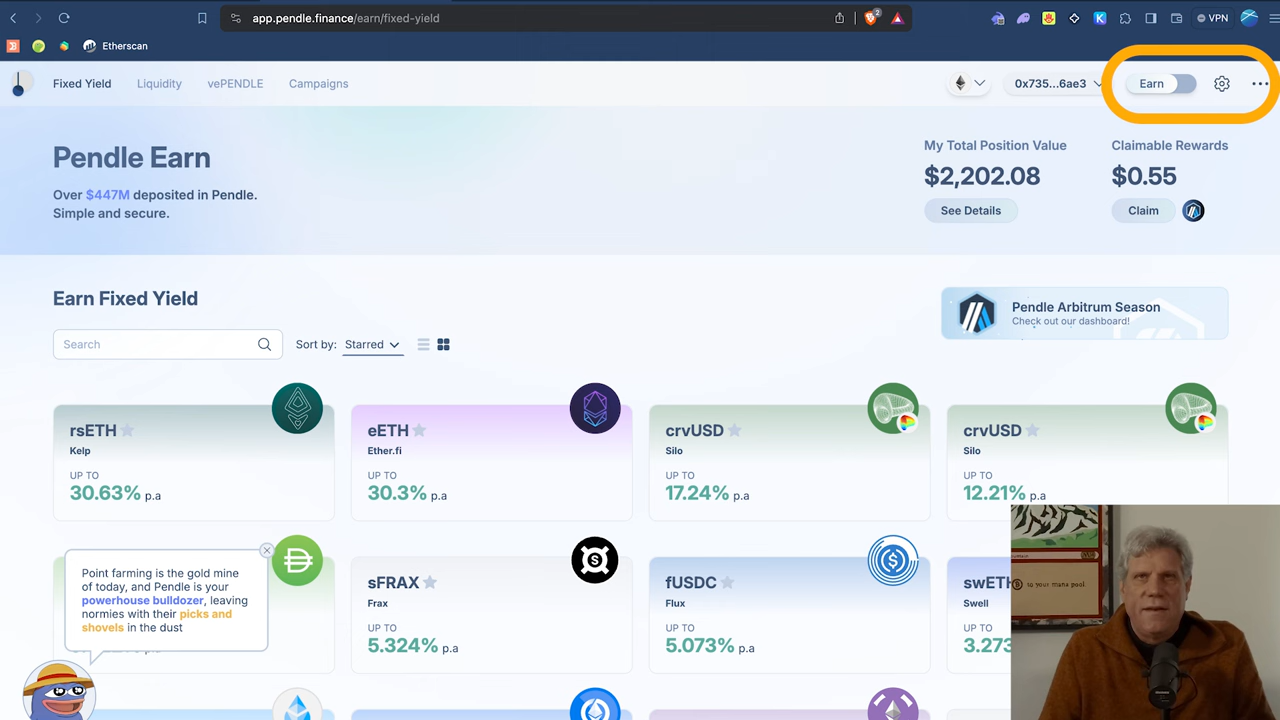 app.pendle.finance/earn/fixed-yield
2
VPN
Etherscan
Fixed Yield
Liquidity
vePENDLE
Campaigns
0x735...6ae3
Earn
Pendle Earn
Over $447M deposited in Pendle.
Simple and secure.
My Total Position Value
$2,202.08
See Details
Claimable Rewards
$0.55
Claim
Earn Fixed Yield
Pendle Arbitrum Season
Check out our dashboard!
Search
Sort by:
Starred
rsETH
Kelp
UP TO
30.63% p.a
eETH
Ether.fi
UP TO
30.3% p.a
crvUSD
Silo
UP TO
17.24% p.a
crvUSD
Silo
UP TO
12.21% p.a
Point farming is the gold mine
of today, and Pendle is your
powerhouse bulldozer, leaving
normies with their picks and
shovels in the dust
p.a
sFRAX
Frax
UP TO
5.324% p.a
fUSDC
Flux
UP TO
5.073% p.a
swETH
Swell
UP TO
3.273
to your mana pool